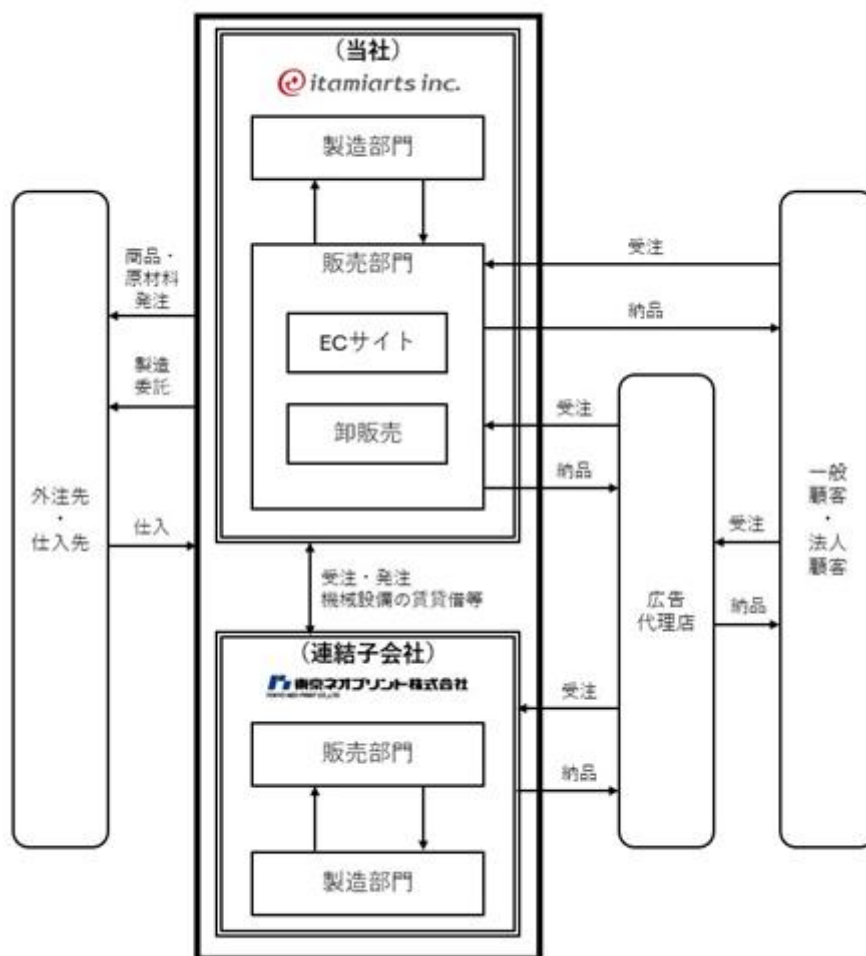 (当社)
itamiarts inc.
製造部門
販売部門
ECサイト
卸販売
商品・
原材料
発注
製造
委託
仕入
外注先
・
仕入先
受注
納品
受注
納品
受注
納品
広告
代理店
一般
顧客
・
法人
顧客
受注・発注
機械設備の賃貸借等
(連結子会社)
東京ネオプリント株式会社
販売部門
製造部門
受注
納品